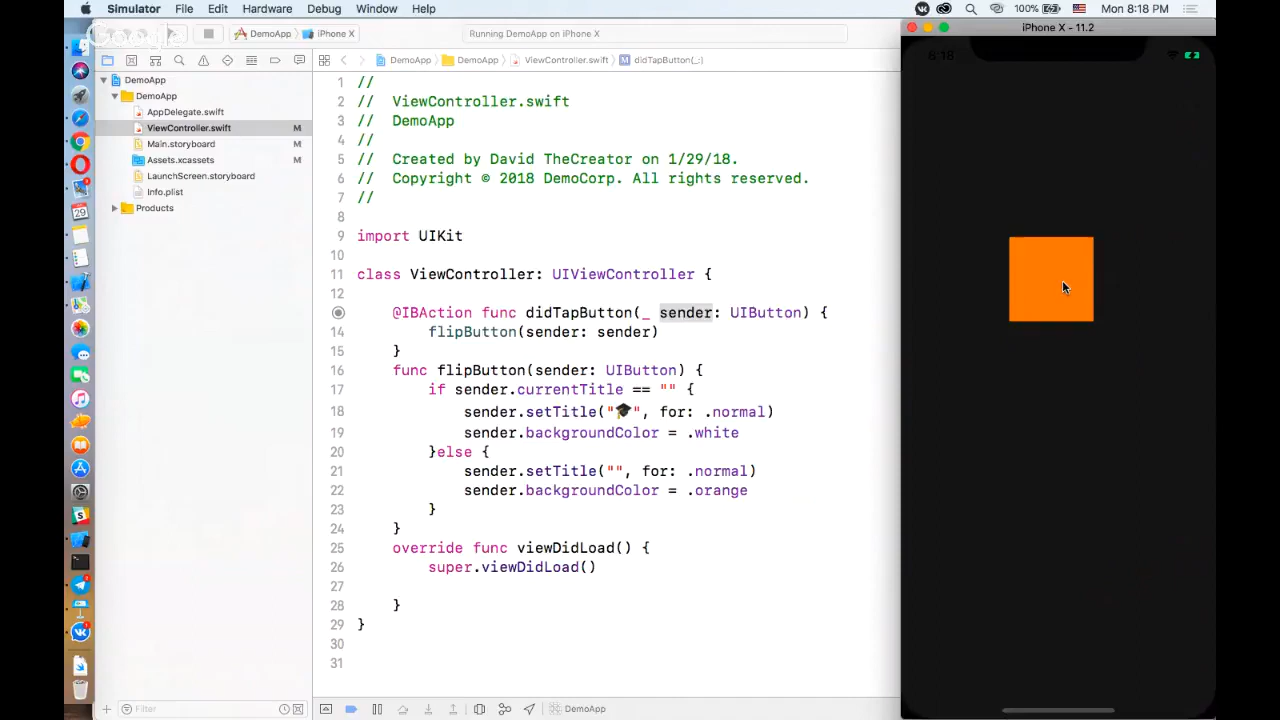 Simulator File Edit Hardware Debug Window Help
100% Mon 8:18 PM
Google
DemoApp iPhone X
Running DemoApp on iPhone X
iPhone X - 11.2
DemoApp DemoApp ViewController.swift M didTapButton(_:)
6:18
DemoApp
DemoApp
AppDelegate.swift
ViewController.swift M
Main.storyboard M
Assets.xcassets M
LaunchScreen.storyboard
Info.plist
Products
1 //
2 // ViewController.swift
3 // DemoApp
4 //
5 // Created by David TheCreator on 1/29/18.
6 // Copyright © 2018 DemoCorp. All rights reserved.
7 //
8
9 import UIKit
10
11 class ViewController: UIViewController {
12
13 @IBAction func didTapButton(_ sender: UIButton) {
14 flipButton(sender: sender)
15 }
16 func flipButton(sender: UIButton) {
17 if sender.currentTitle == "" {
18 sender.setTitle("🎓", for: .normal)
19 sender.backgroundColor = .white
20 }else {
21 sender.setTitle("", for: .normal)
22 sender.backgroundColor = .orange
23 }
24 }
25 override func viewDidLoad() {
26 super.viewDidLoad()
27
28 }
29 }
30
31
Filter
DemoApp